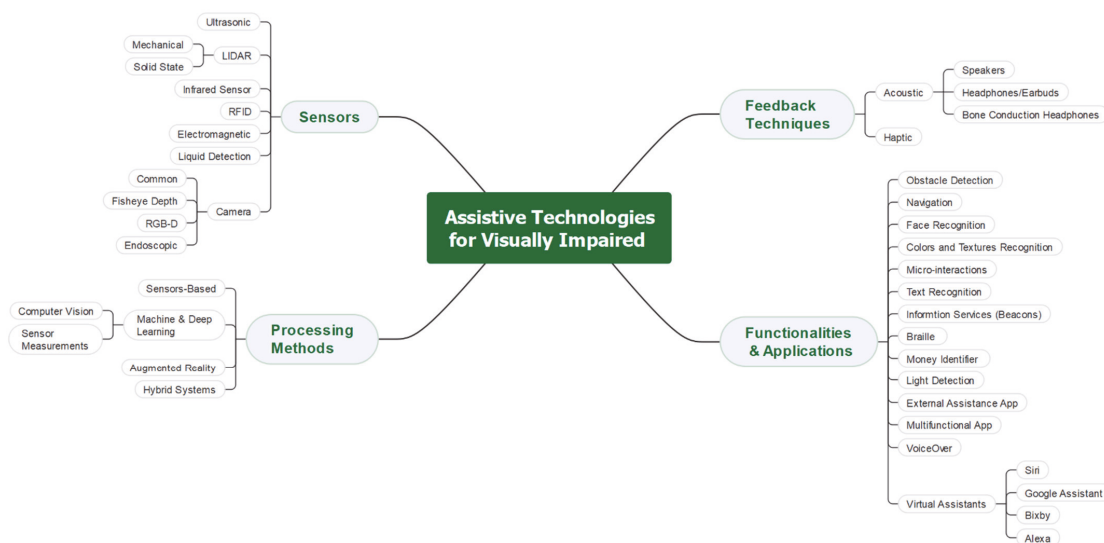 Assistive Technologies
for Visually Impaired
Sensors
Ultrasonic
LIDAR
Mechanical
Solid State
Infrared Sensor
RFID
Electromagnetic
Liquid Detection
Camera
Common
Fisheye Depth
RGB-D
Endoscopic
Processing
Methods
Sensors-Based
Machine & Deep
Learning
Computer Vision
Sensor
Measurements
Augmented Reality
Hybrid Systems
Feedback
Techniques
Acoustic
Speakers
Headphones/Earbuds
Bone Conduction Headphones
Haptic
Functionalities
& Applications
Obstacle Detection
Navigation
Face Recognition
Colors and Textures Recognition
Micro-interactions
Text Recognition
Informtion Services (Beacons)
Braille
Money Identifier
Light Detection
External Assistance App
Multifunctional App
VoiceOver
Virtual Assistants
Siri
Google Assistant
Bixby
Alexa